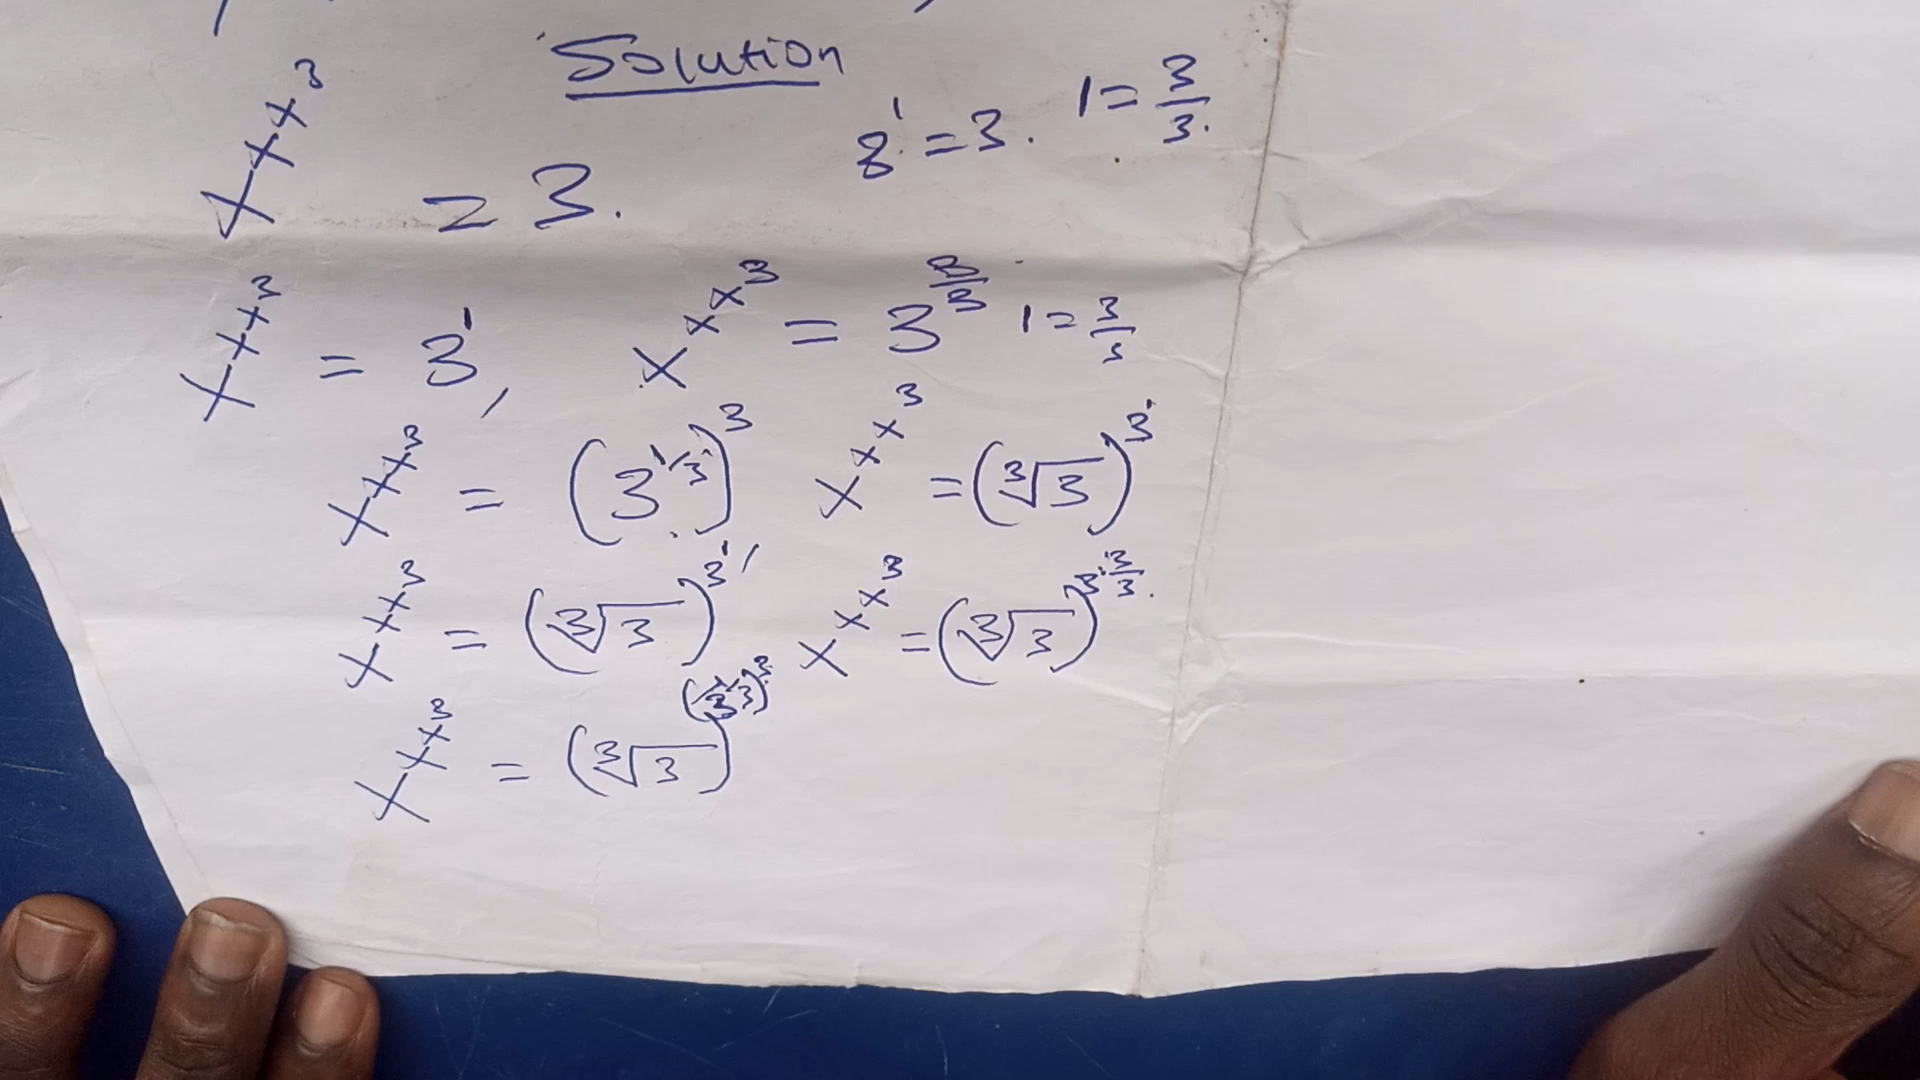 Solution
x^x^x^3 = 3. 8^1 = 3. 1 = 3/3.
x^x^x^3 = 3^1, x^x^x^3 = 3^(3/3) 1 = 3/3
x^x^x^3 = (3^(1/3))^3 x^x^x^3 = (∛3)^3
x^x^x^3 = (∛3)^3^1, x^x^x^3 = (∛3)^3^(3/3).
x^x^x^3 = (∛3)^(3^(1/3))^3